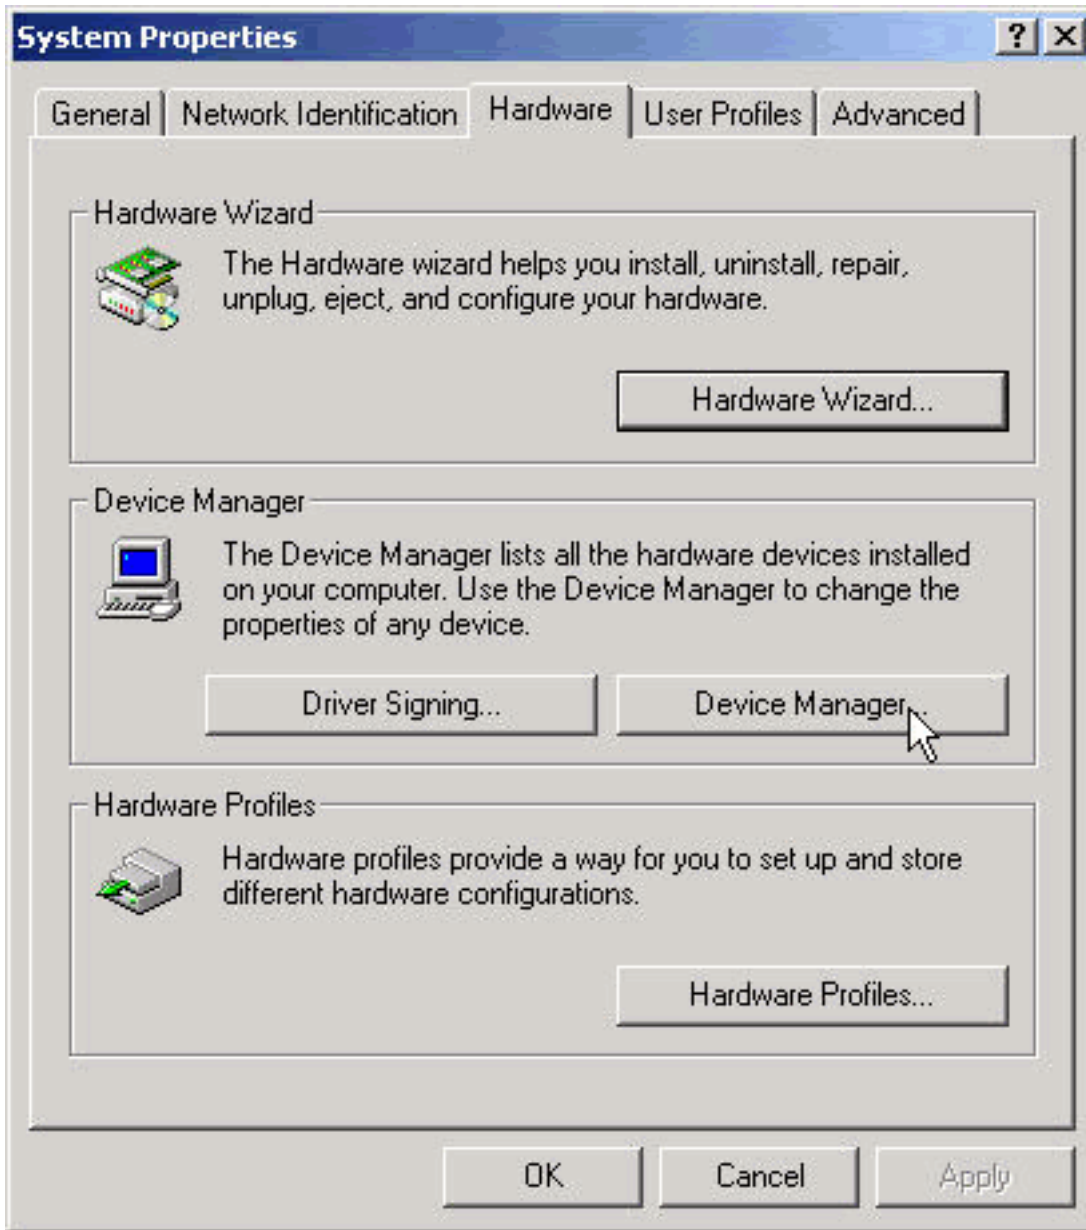 System Properties
General Network Identification Hardware User Profiles Advanced
Hardware Wizard
The Hardware wizard helps you install, uninstall, repair,
unplug, eject, and configure your hardware.
Hardware Wizard...
Device Manager
The Device Manager lists all the hardware devices installed
on your computer. Use the Device Manager to change the
properties of any device.
Driver Signing... Device Manager...
Hardware Profiles
Hardware profiles provide a way for you to set up and store
different hardware configurations.
Hardware Profiles...
OK Cancel Apply